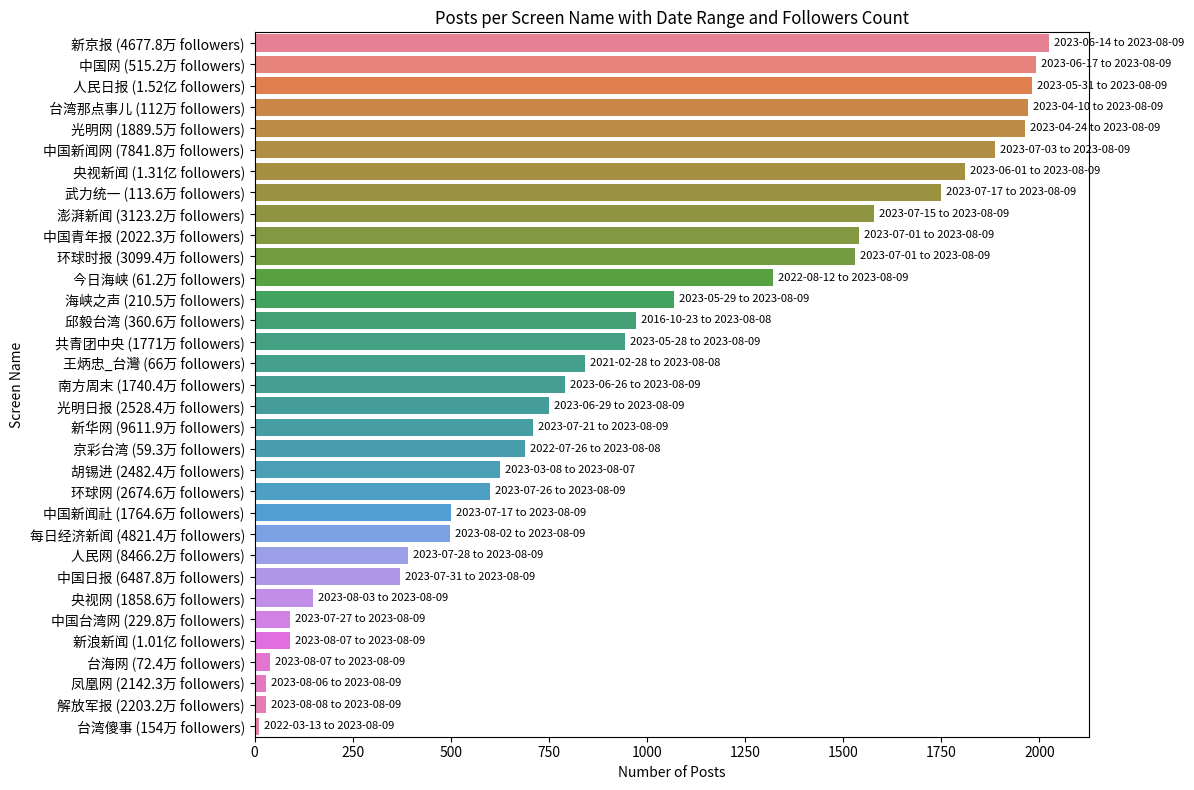 Posts per Screen Name with Date Range and Followers Count
新京报 (4677.8万 followers) 2023-06-14 to 2023-08-09
中国网 (515.2万 followers) 2023-06-17 to 2023-08-09
人民日报 (1.52亿 followers) 2023-05-31 to 2023-08-09
台湾那点事儿 (112万 followers) 2023-04-10 to 2023-08-09
光明网 (1889.5万 followers) 2023-04-24 to 2023-08-09
中国新闻网 (7841.8万 followers) 2023-07-03 to 2023-08-09
央视新闻 (1.31亿 followers) 2023-06-01 to 2023-08-09
武力统一 (113.6万 followers) 2023-07-17 to 2023-08-09
澎湃新闻 (3123.2万 followers) 2023-07-15 to 2023-08-09
中国青年报 (2022.3万 followers) 2023-07-01 to 2023-08-09
环球时报 (3099.4万 followers) 2023-07-01 to 2023-08-09
今日海峡 (61.2万 followers) 2022-08-12 to 2023-08-09
海峡之声 (210.5万 followers) 2023-05-29 to 2023-08-09
邱毅台湾 (360.6万 followers) 2016-10-23 to 2023-08-08
共青团中央 (1771万 followers) 2023-05-28 to 2023-08-09
王炳忠_台灣 (66万 followers) 2021-02-28 to 2023-08-08
南方周末 (1740.4万 followers) 2023-06-26 to 2023-08-09
光明日报 (2528.4万 followers) 2023-06-29 to 2023-08-09
新华网 (9611.9万 followers) 2023-07-21 to 2023-08-09
京彩台湾 (59.3万 followers) 2022-07-26 to 2023-08-08
胡锡进 (2482.4万 followers) 2023-03-08 to 2023-08-07
环球网 (2674.6万 followers) 2023-07-26 to 2023-08-09
中国新闻社 (1764.6万 followers) 2023-07-17 to 2023-08-09
每日经济新闻 (4821.4万 followers) 2023-08-02 to 2023-08-09
人民网 (8466.2万 followers) 2023-07-28 to 2023-08-09
中国日报 (6487.8万 followers) 2023-07-31 to 2023-08-09
央视网 (1858.6万 followers) 2023-08-03 to 2023-08-09
中国台湾网 (229.8万 followers) 2023-07-27 to 2023-08-09
新浪新闻 (1.01亿 followers) 2023-08-07 to 2023-08-09
台海网 (72.4万 followers) 2023-08-07 to 2023-08-09
凤凰网 (2142.3万 followers) 2023-08-06 to 2023-08-09
解放军报 (2203.2万 followers) 2023-08-08 to 2023-08-09
台湾傻事 (154万 followers) 2022-03-13 to 2023-08-09
Screen Name
0 250 500 750 1000 1250 1500 1750 2000
Number of Posts